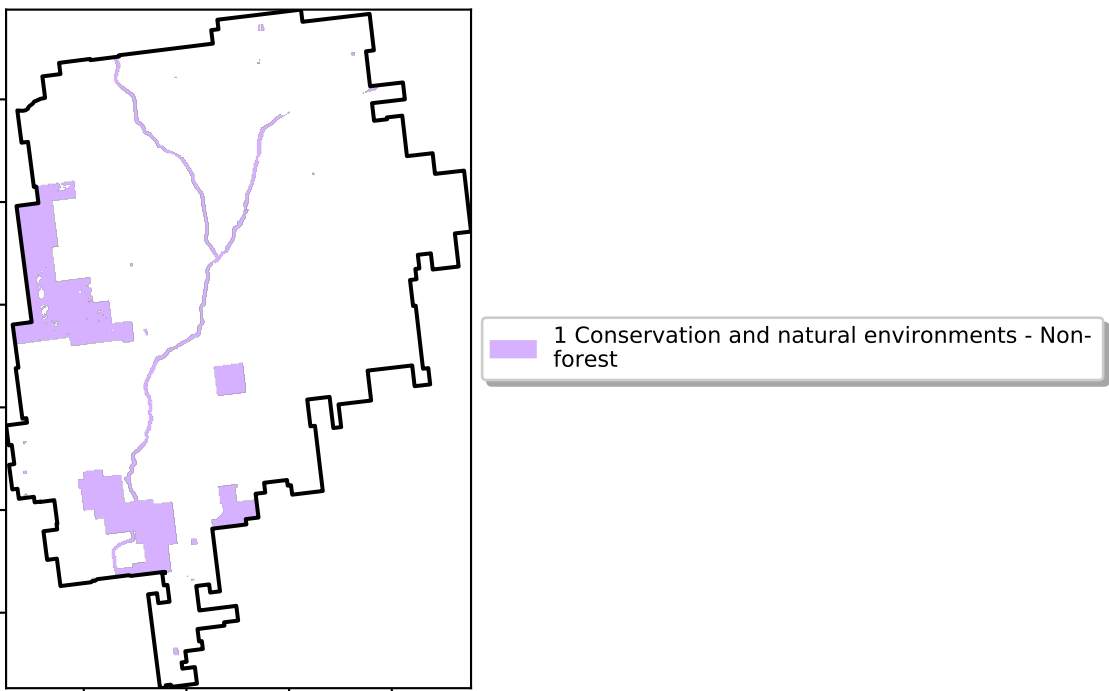 1 Conservation and natural environments - Non-
forest